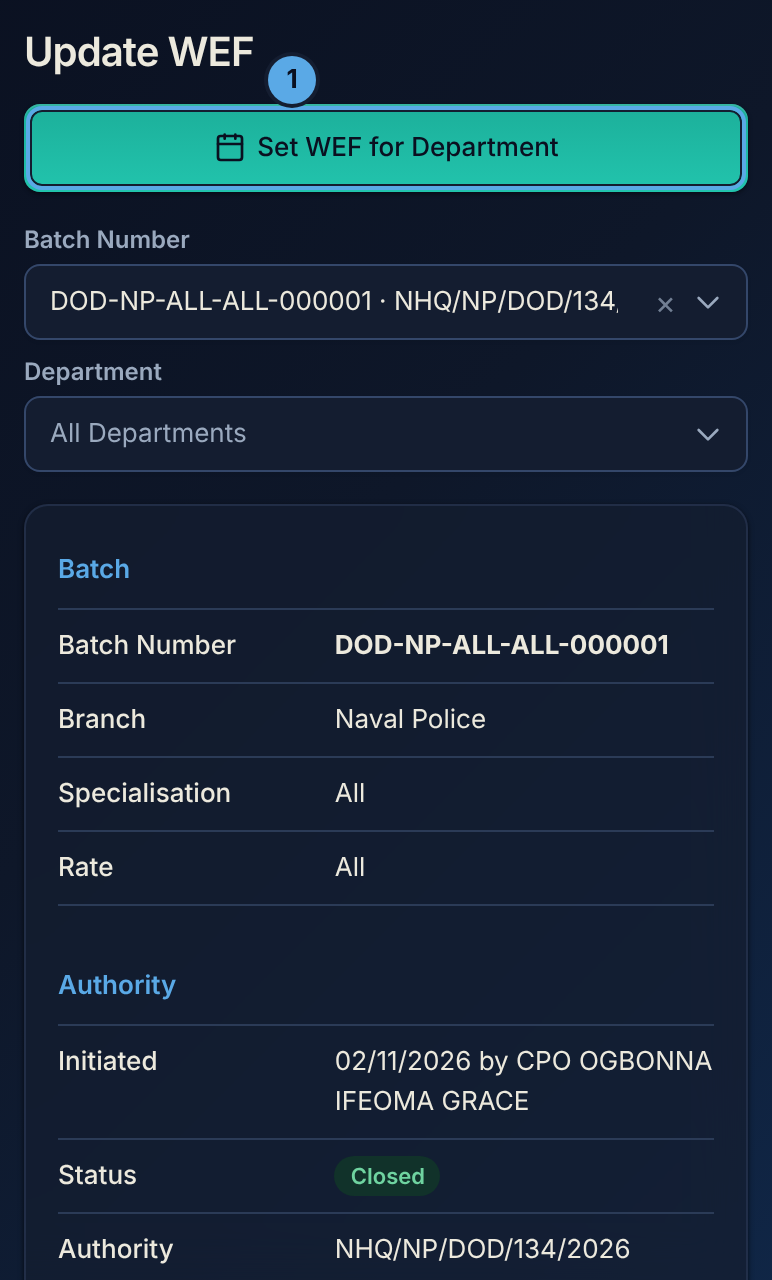 Update WEF
1
Set WEF for Department
Batch Number
DOD-NP-ALL-ALL-000001 · NHQ/NP/DOD/134,
Department
All Departments
Batch
Batch Number DOD-NP-ALL-ALL-000001
Branch Naval Police
Specialisation All
Rate All
Authority
Initiated 02/11/2026 by CPO OGBONNA
IFEOMA GRACE
Status Closed
Authority NHQ/NP/DOD/134/2026